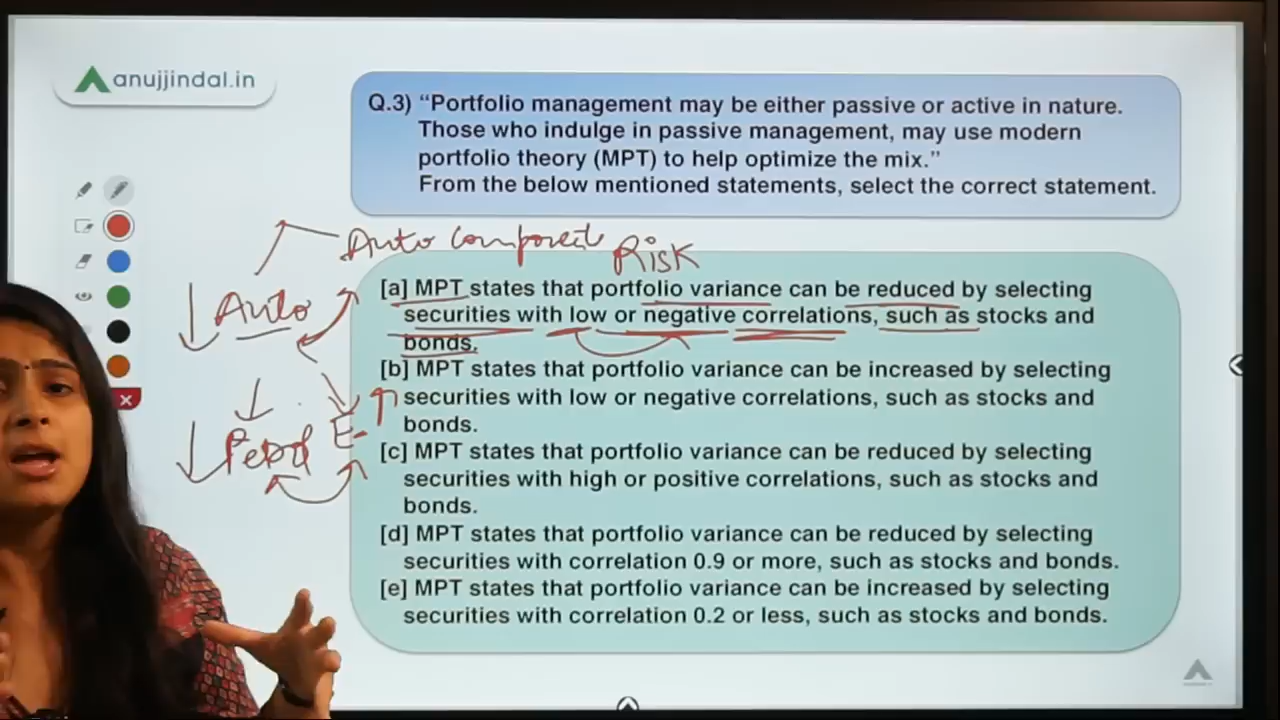 anujjindal.in
Q.3) “Portfolio management may be either passive or active in nature.
Those who indulge in passive management, may use modern
portfolio theory (MPT) to help optimize the mix.”
From the below mentioned statements, select the correct statement.
Auto
Risk
Auto
[a] MPT states that portfolio variance can be reduced by selecting
securities with low or negative correlations, such as stocks and
bonds.
[b] MPT states that portfolio variance can be increased by selecting
securities with low or negative correlations, such as stocks and
bonds.
[c] MPT states that portfolio variance can be reduced by selecting
securities with high or positive correlations, such as stocks and
bonds.
[d] MPT states that portfolio variance can be reduced by selecting
securities with correlation 0.9 or more, such as stocks and bonds.
[e] MPT states that portfolio variance can be increased by selecting
securities with correlation 0.2 or less, such as stocks and bonds.